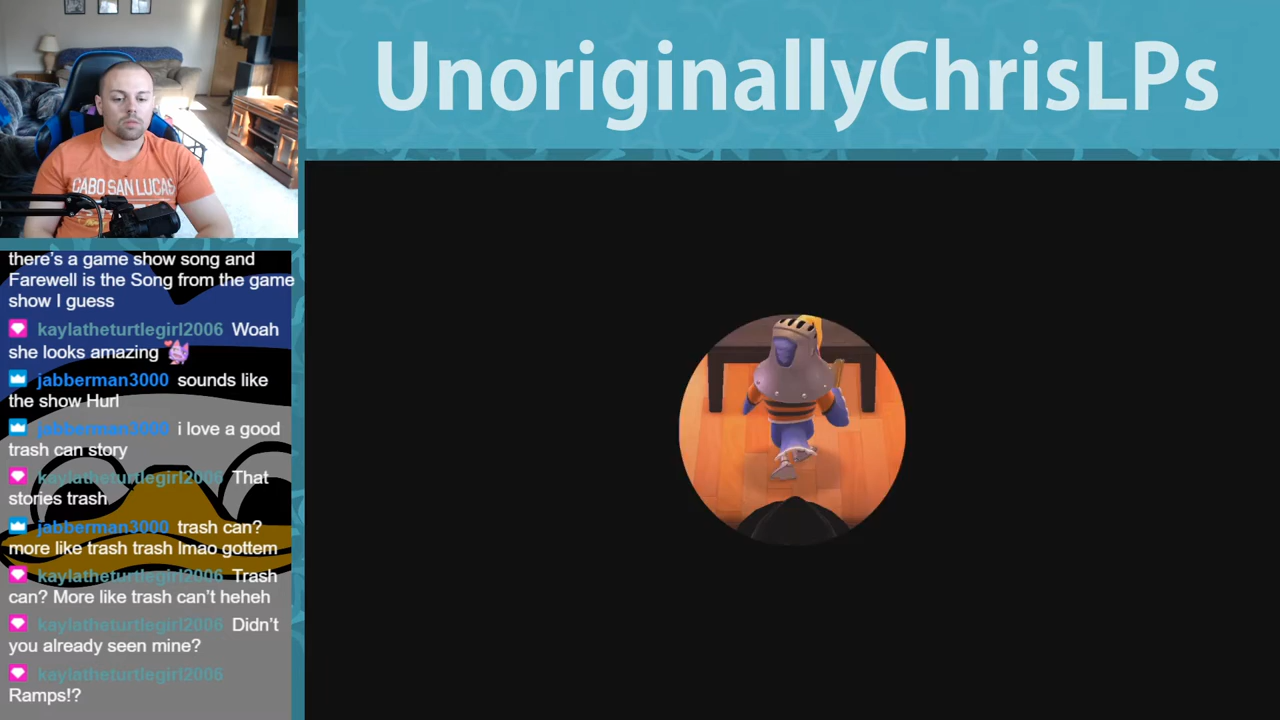 UnoriginallyChrisLPs
CABO SAN LUCAS
there's a game show song and
Farewell is the Song from the game
show I guess
kaylatheturtlegirl2006 Woah
she looks amazing
jabberman3000 sounds like
the show Hurl
jabberman3000 i love a good
trash can story
kaylatheturtlegirl2006 That
stories trash
jabberman3000 trash can?
more like trash trash lmao gottem
kaylatheturtlegirl2006 Trash
can? More like trash can't heheh
kaylatheturtlegirl2006 Didn't
you already seen mine?
kaylatheturtlegirl2006
Ramps!?